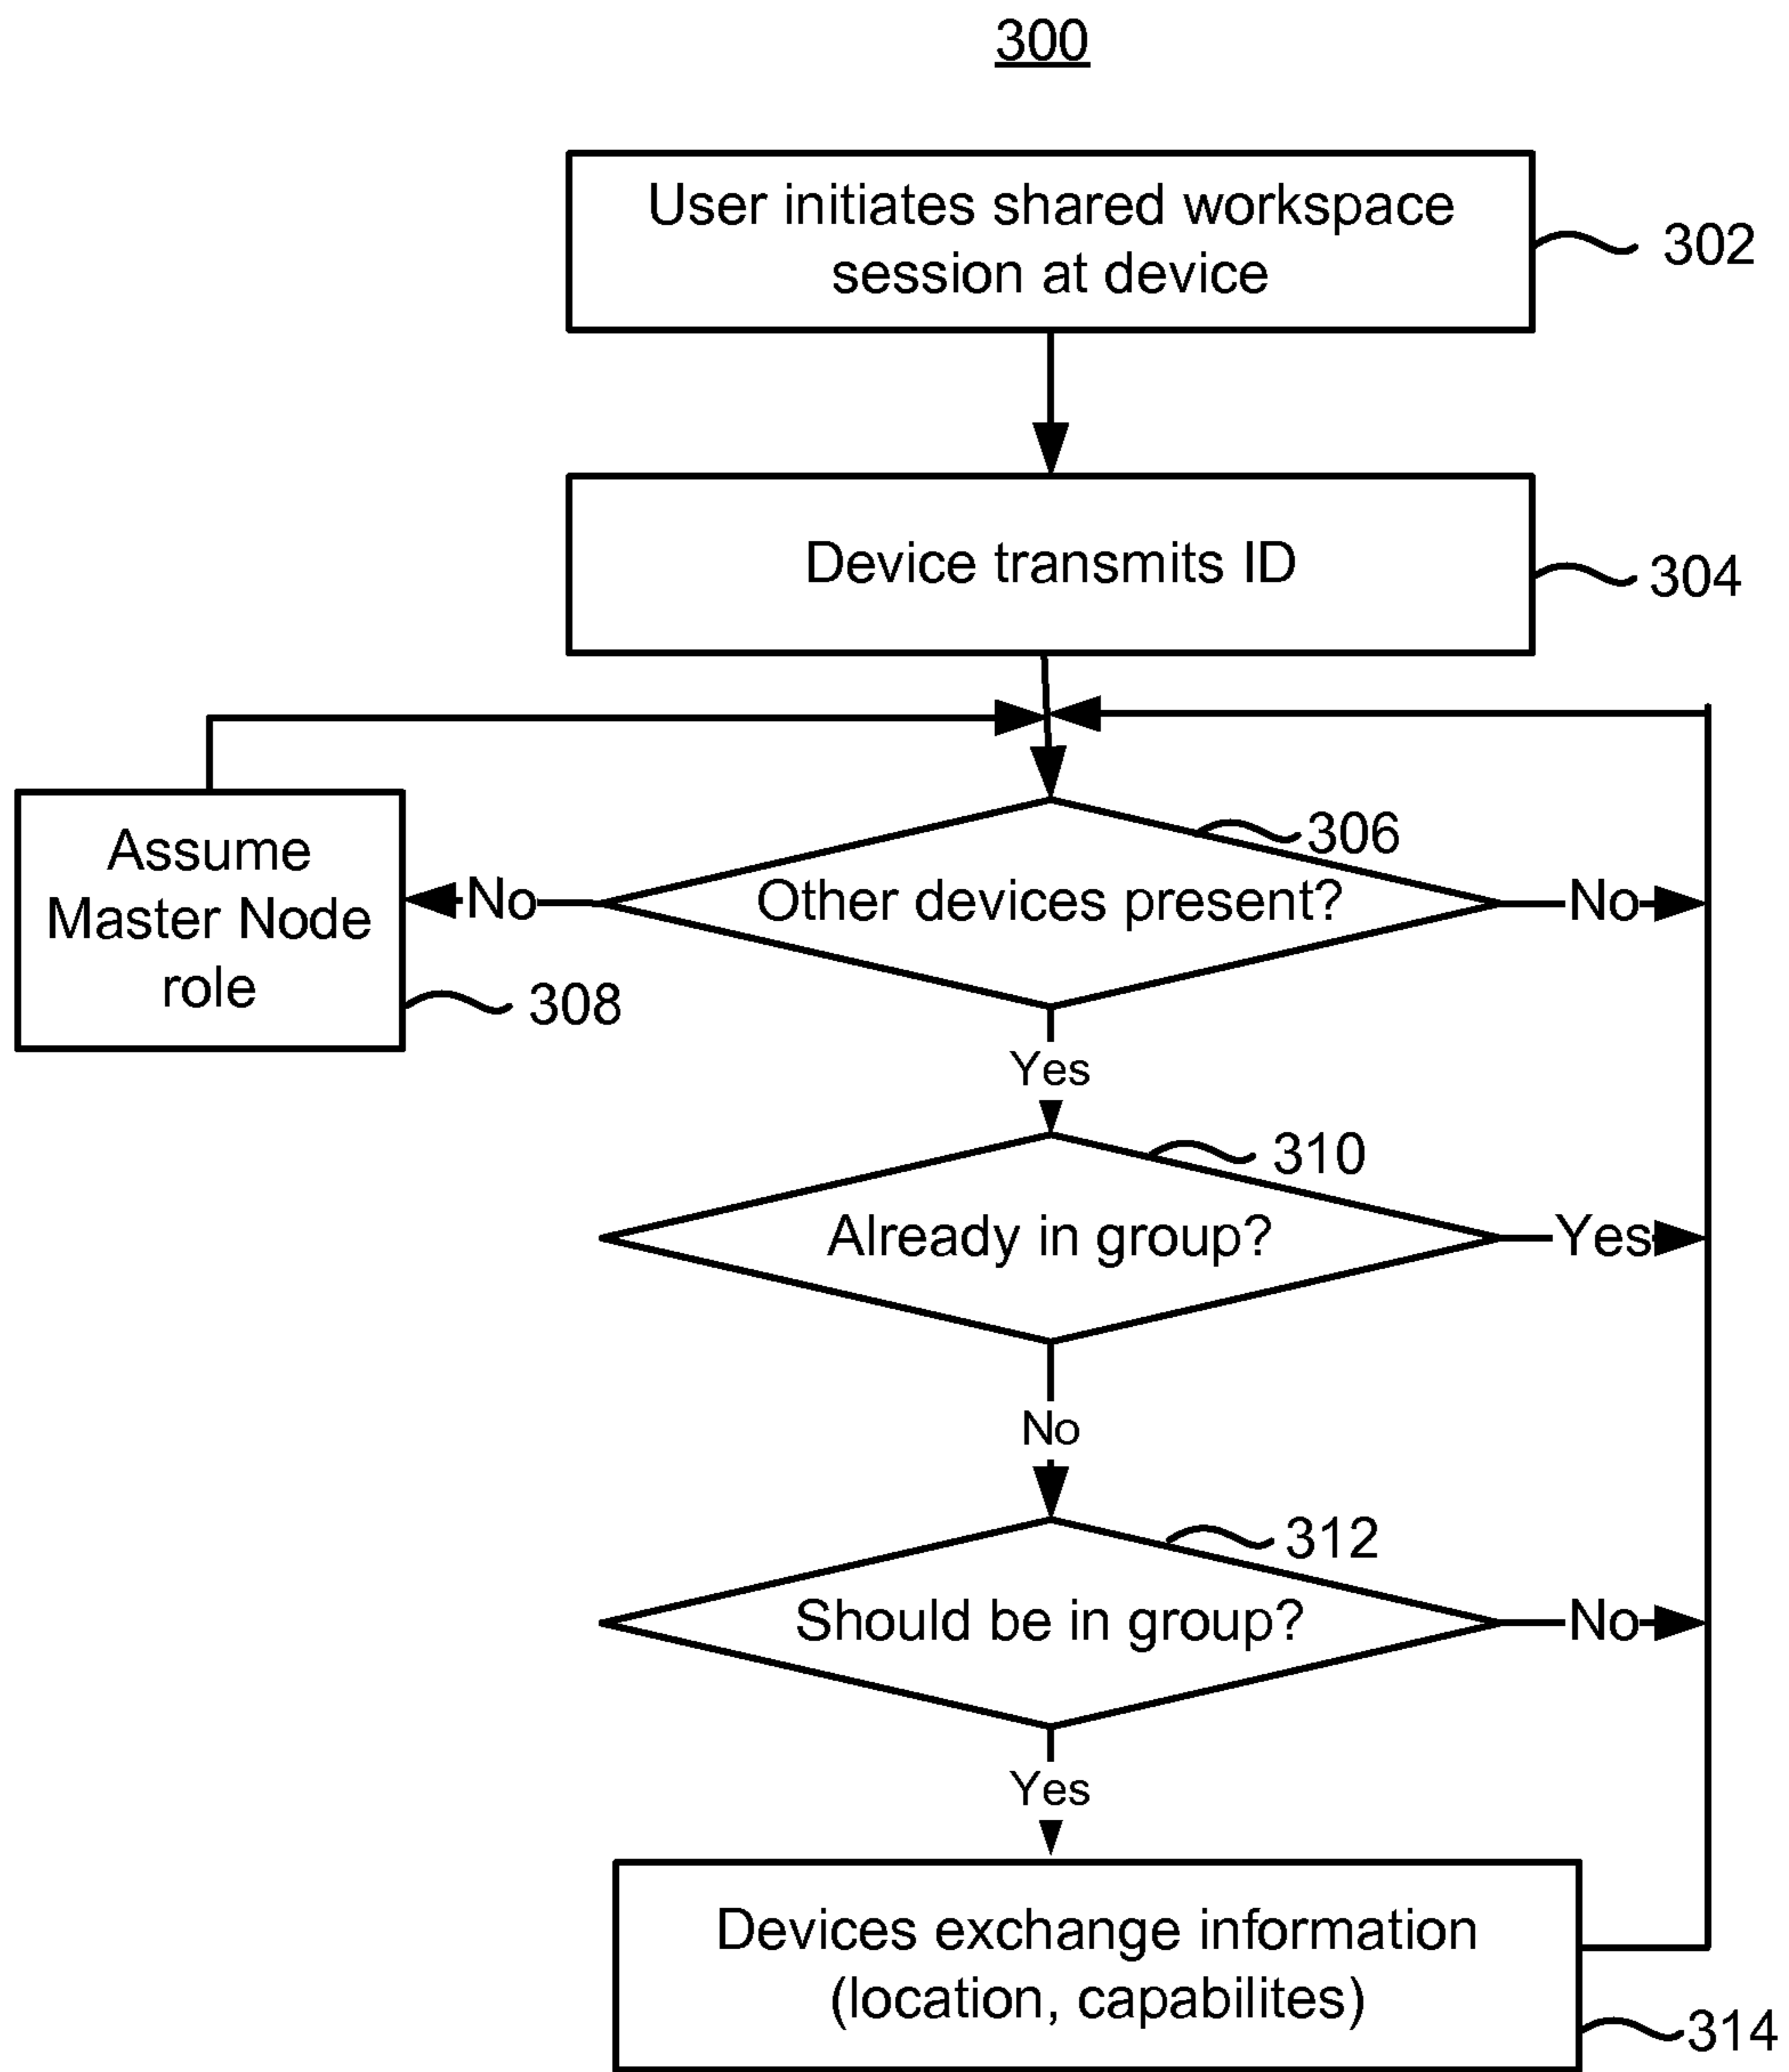 300
User initiates shared workspace
session at device
302
Device transmits ID
304
306
Other devices present?
No
No
Assume
Master Node
role
308
Yes
310
Already in group?
Yes
No
312
Should be in group?
No
Yes
Devices exchange information
(location, capabilites)
314